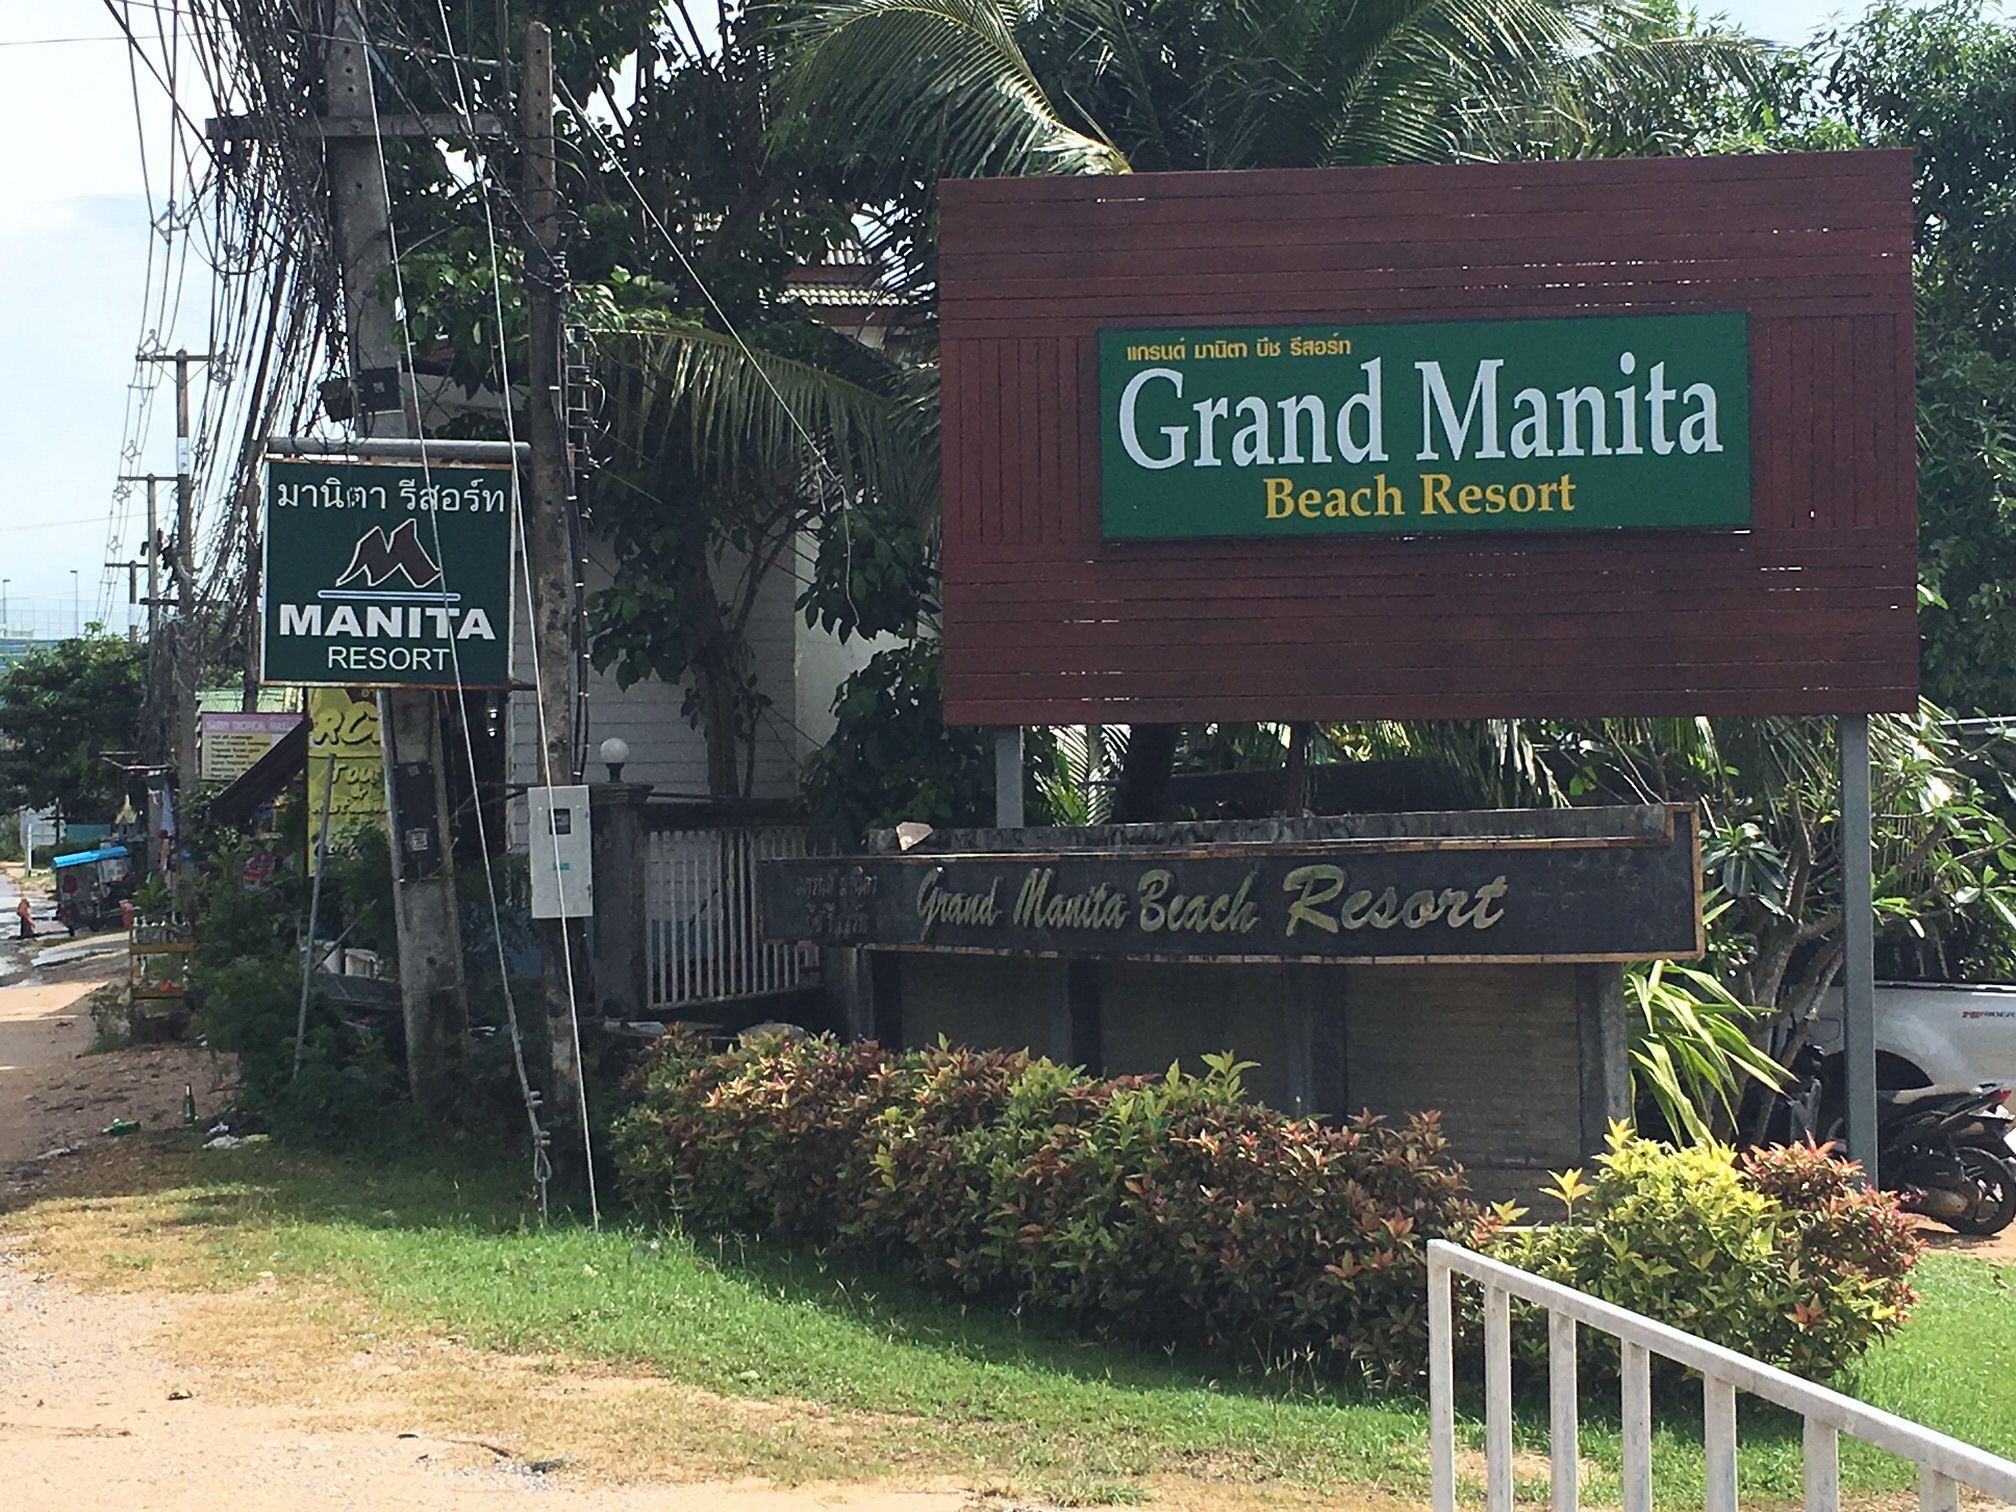 มานิตา รีสอร์ท
MANITA
RESORT
แกรนด์ มานิตา บีช รีสอร์ท
Grand Manita
Beach Resort
Grand Manita Beach Resort